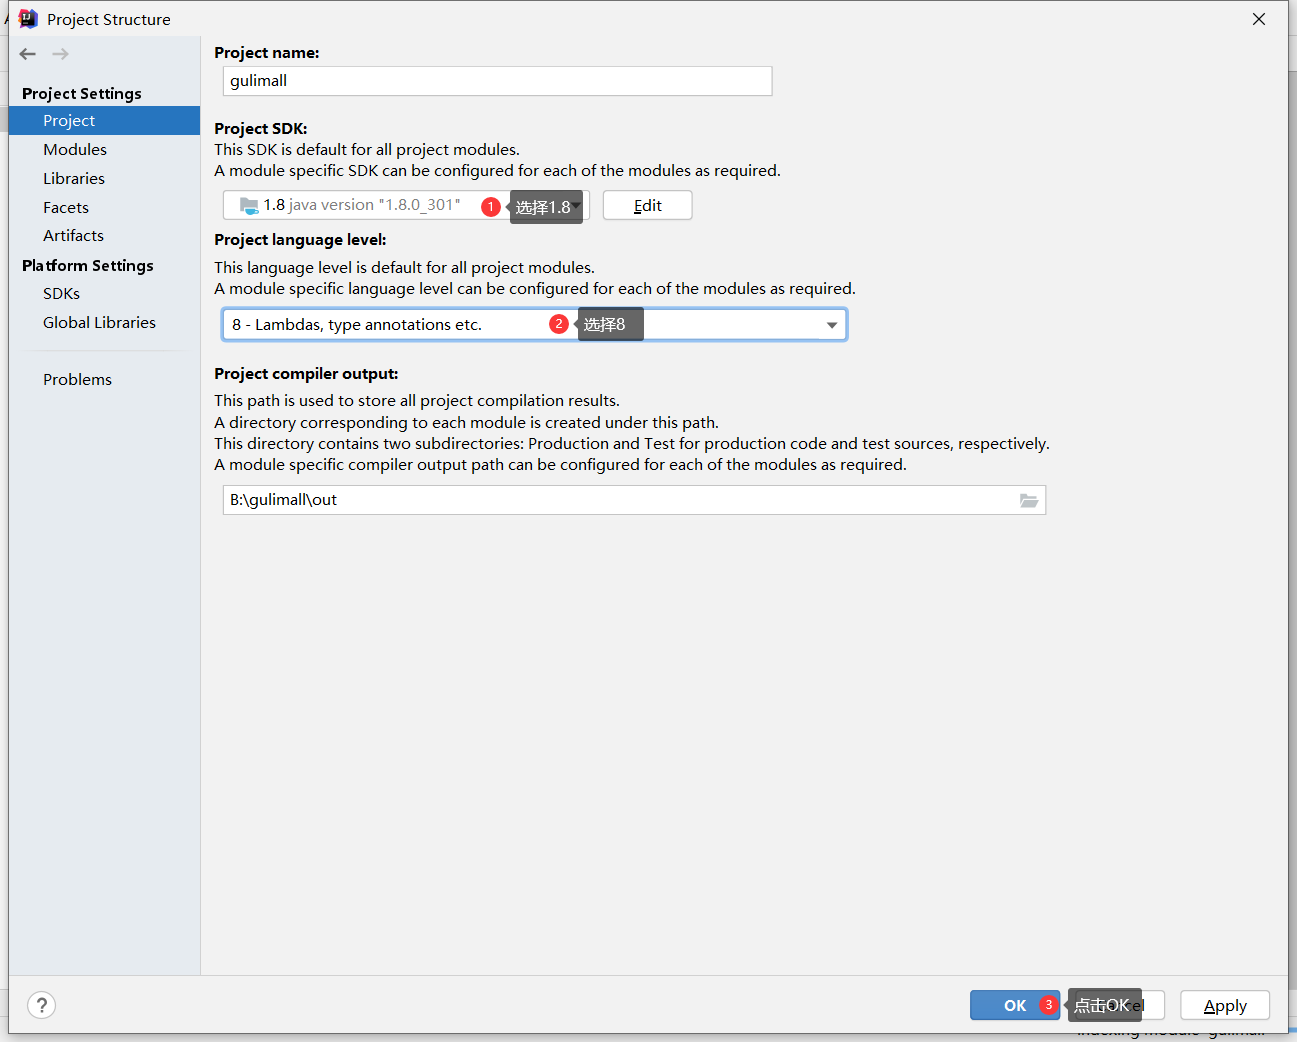 Project Structure
Project Settings
Project
Modules
Libraries
Facets
Artifacts
Platform Settings
SDKs
Global Libraries
Problems
Project name:
gulimall
Project SDK:
This SDK is default for all project modules.
A module specific SDK can be configured for each of the modules as required.
1.8 java version "1.8.0_301" 1 选择1.8 Edit
Project language level:
This language level is default for all project modules.
A module specific language level can be configured for each of the modules as required.
8 - Lambdas, type annotations etc. 2 选择8
Project compiler output:
This path is used to store all project compilation results.
A directory corresponding to each module is created under this path.
This directory contains two subdirectories: Production and Test for production code and test sources, respectively.
A module specific compiler output path can be configured for each of the modules as required.
B:\gulimall\out
? OK 3 点击OK Apply